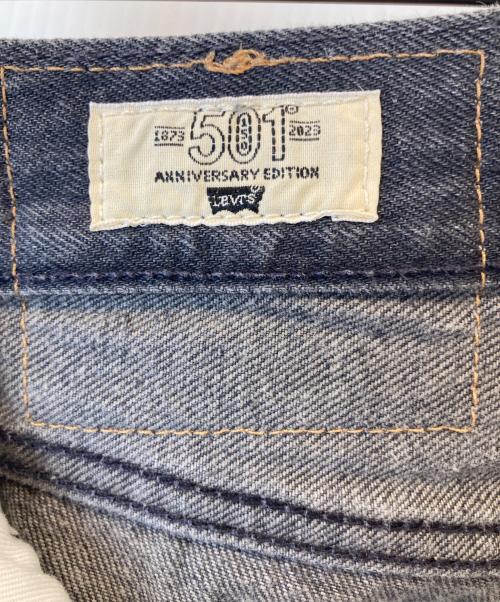 1873 501® 2023
ANNIVERSARY EDITION
LEVI'S®